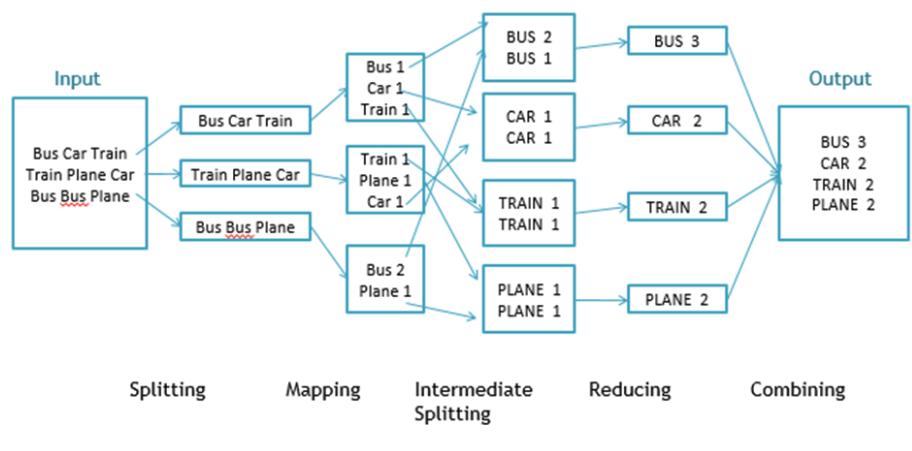 Input
Bus Car Train
Train Plane Car
Bus Bus Plane
Bus Car Train
Train Plane Car
Bus Bus Plane
Bus 1
Car 1
Train 1
Train 1
Plane 1
Car 1
Bus 2
Plane 1
BUS 2
BUS 1
CAR 1
CAR 1
TRAIN 1
TRAIN 1
PLANE 1
PLANE 1
BUS 3
CAR 2
TRAIN 2
PLANE 2
Output
BUS 3
CAR 2
TRAIN 2
PLANE 2
Splitting
Mapping
Intermediate
Splitting
Reducing
Combining